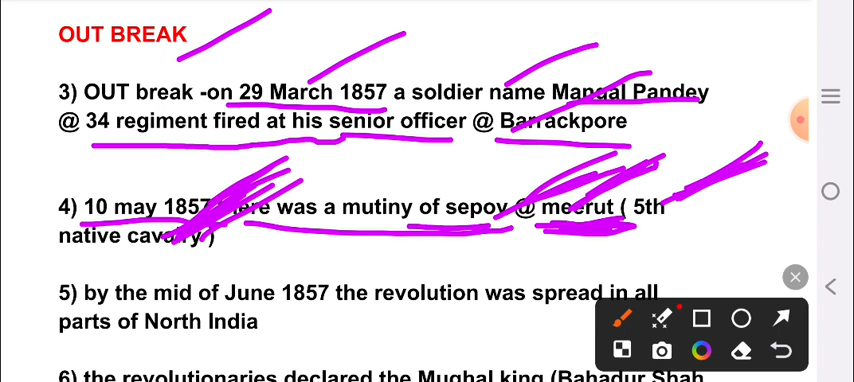 OUT BREAK
3) OUT break -on 29 March 1857 a soldier name Mangal Pandey
@ 34 regiment fired at his senior officer @ Barrackpore
4) 10 may 1857 there was a mutiny of sepoy @ meerut ( 5th
native cavalry )
5) by the mid of June 1857 the revolution was spread in all
parts of North India
6) the revolutionaries declared the Mughal king (Bahadur Shah